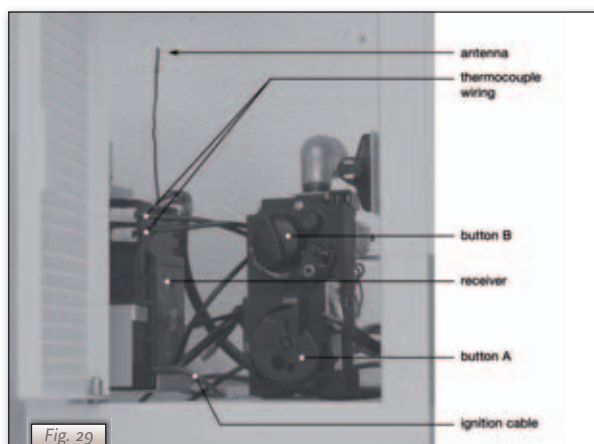 antenna
thermocouple
wiring
button B
receiver
button A
ignition cable
Fig. 29